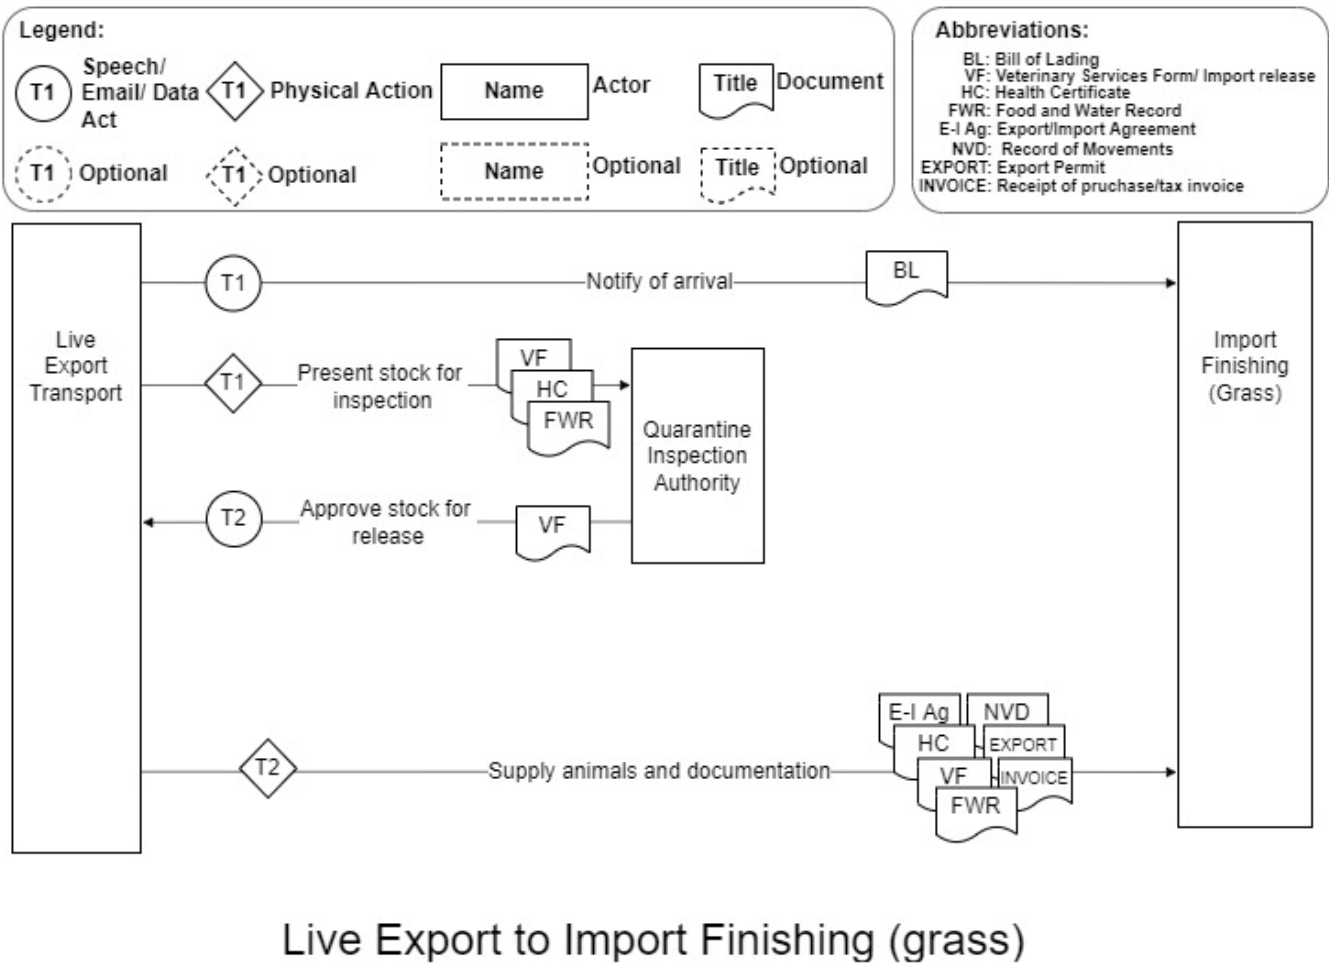 Legend:
T1
Speech/
Email/ Data
Act
T1
Physical Action
Name
Actor
Title
Document
T1
Optional
T1
Optional
Name
Optional
Title
Optional
Abbreviations:
BL: Bill of Lading
VF: Veterinary Services Form/ Import release
HC: Health Certificate
FWR: Food and Water Record
E-I Ag: Export/Import Agreement
NVD: Record of Movements
EXPORT: Export Permit
INVOICE: Receipt of pruchase/tax invoice
Live
Export
Transport
T1
Notify of arrival
BL
Import
Finishing
(Grass)
T1
Present stock for
inspection
VF
HC
FWR
Quarantine
Inspection
Authority
T2
Approve stock for
release
VF
T2
Supply animals and documentation
E-I Ag
NVD
HC
EXPORT
VF
INVOICE
FWR
Live Export to Import Finishing (grass)